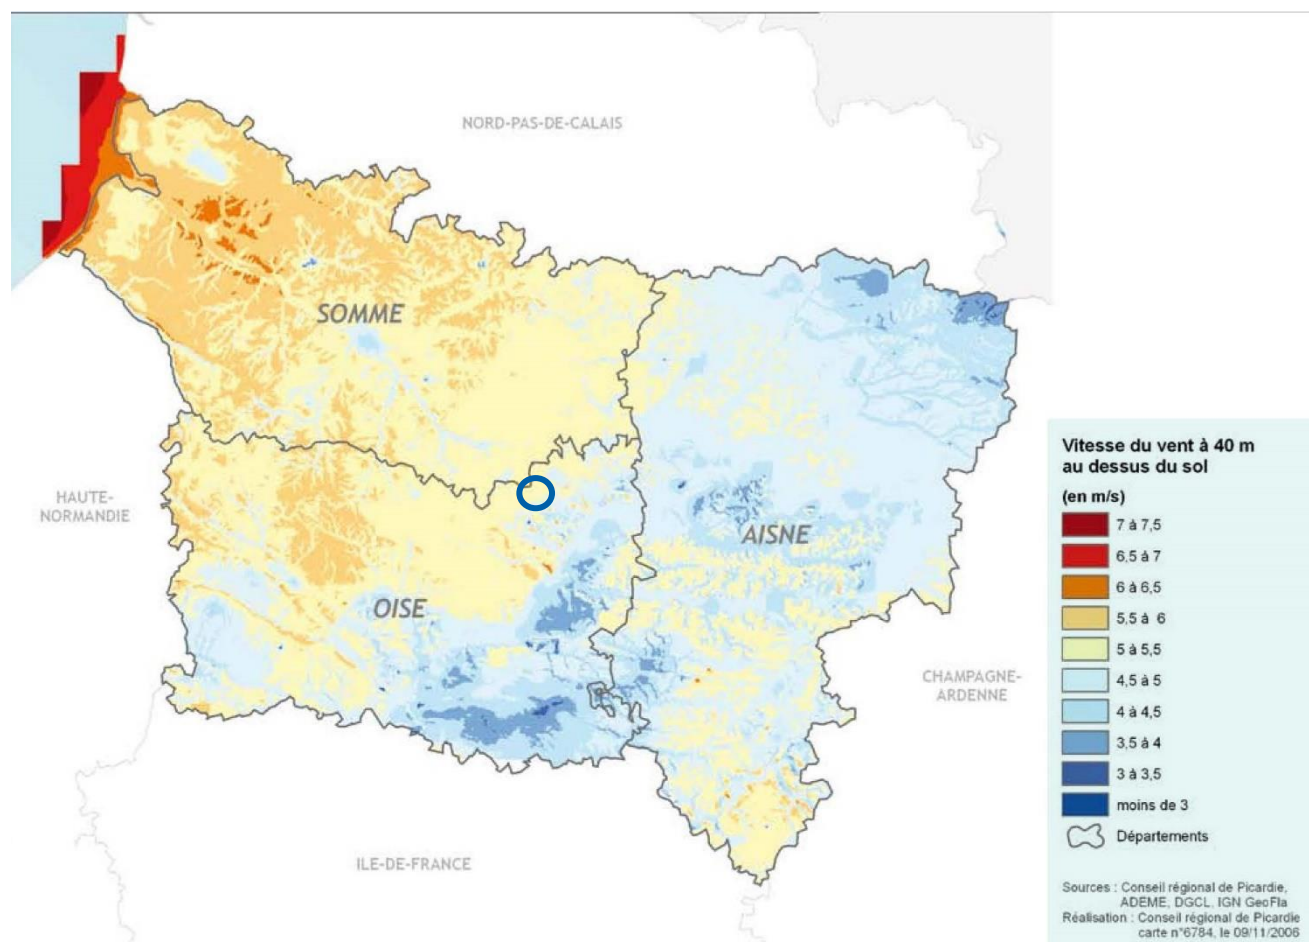 NORD-PAS-DE-CALAIS
SOMME
HAUTE-
NORMANDIE
AISNE
OISE
CHAMPAGNE-
ARDENNE
ILE-DE-FRANCE
Vitesse du vent à 40 m
au dessus du sol
(en m/s)
7 à 7,5
6,5 à 7
6 à 6,5
5,5 à 6
5 à 5,5
4,5 à 5
4 à 4,5
3,5 à 4
3 à 3,5
moins de 3
Départements
Sources : Conseil régional de Picardie,
ADEME, DGCL, IGN GeoFla
Réalisation : Conseil régional de Picardie
carte n°6784, le 09/11/2006